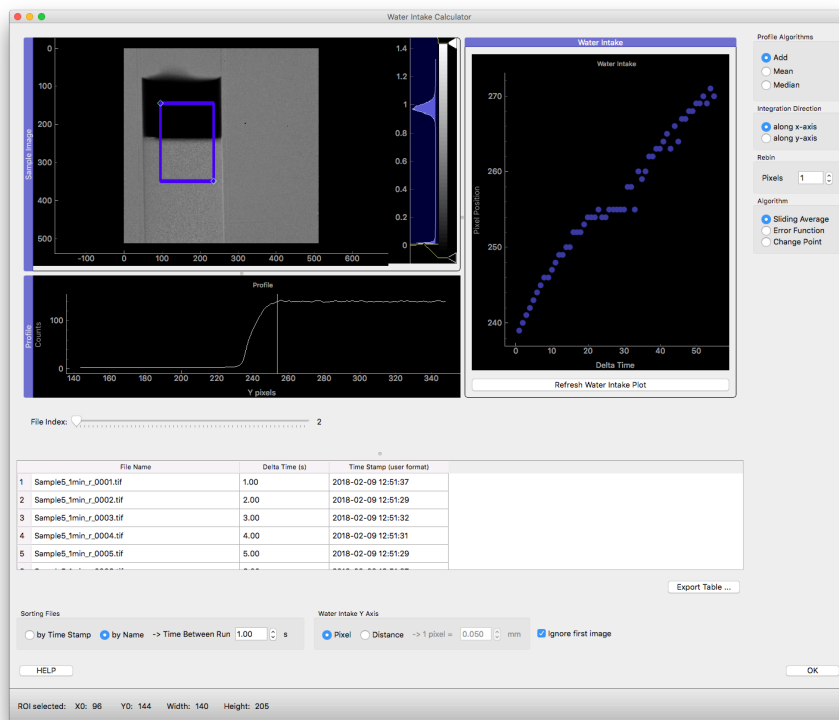 Water Intake Calculator
Sample Image
0
100
200
300
400
500
-100 0 100 200 300 400 500 600
1.4
1.2
1
0.8
0.6
0.4
0.2
0
Water Intake
Water Intake
Pixel Position
270
260
250
240
0 10 20 30 40 50
Delta Time
Refresh Water Intake Plot
Profile Algorithms
Add
Mean
Median
Integration Direction
along x-axis
along y-axis
Rebin
Pixels 1
Algorithm
Sliding Average
Error Function
Change Point
Profile
Profile
Counts
100
0
140 160 180 200 220 240 260 280 300 320 340
Y pixels
File Index: 2
File Name Delta Time (s) Time Stamp (user format)
1 Sample5_1min_r_0001.tif 1.00 2018-02-09 12:51:37
2 Sample5_1min_r_0002.tif 2.00 2018-02-09 12:51:29
3 Sample5_1min_r_0003.tif 3.00 2018-02-09 12:51:32
4 Sample5_1min_r_0004.tif 4.00 2018-02-09 12:51:31
5 Sample5_1min_r_0005.tif 5.00 2018-02-09 12:51:29
Export Table ...
Sorting Files
by Time Stamp by Name -> Time Between Run 1.00 s
Water Intake Y Axis
Pixel Distance -> 1 pixel = 0.050 mm
Ignore first image
HELP
OK
ROI selected: X0: 96 Y0: 144 Width: 140 Height: 205